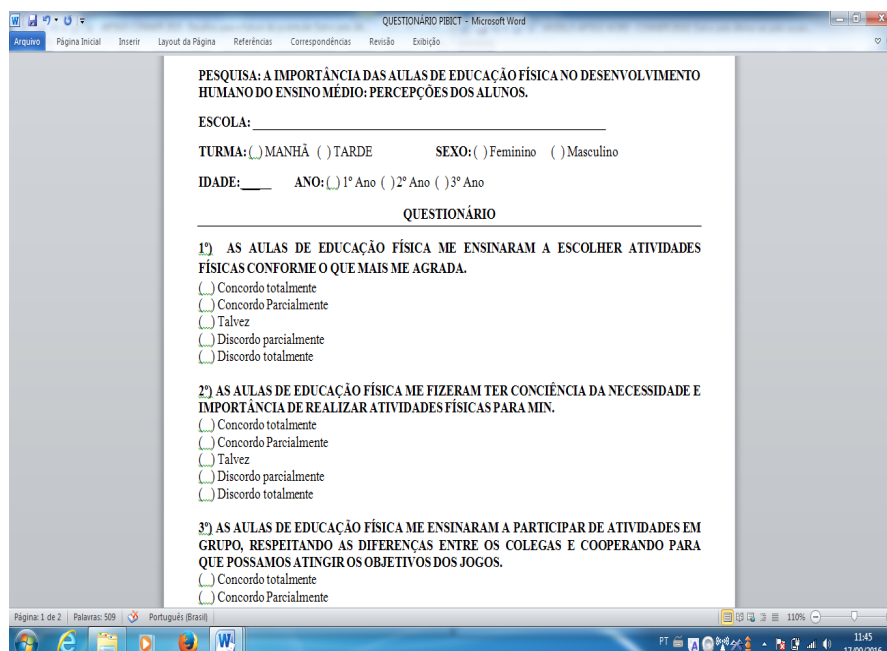 QUESTIONÁRIO PIBICT - Microsoft Word
Arquivo Página Inicial Inserir Layout da Página Referências Correspondências Revisão Exibição
PESQUISA: A IMPORTÂNCIA DAS AULAS DE EDUCAÇÃO FÍSICA NO DESENVOLVIMENTO
HUMANO DO ENSINO MÉDIO: PERCEPÇÕES DOS ALUNOS.
ESCOLA: ____________________
TURMA: ( ) MANHÃ ( ) TARDE SEXO: ( ) Feminino ( ) Masculino
IDADE:____ ANO: ( ) 1º Ano ( ) 2º Ano ( ) 3º Ano
QUESTIONÁRIO
1º) AS AULAS DE EDUCAÇÃO FÍSICA ME ENSINARAM A ESCOLHER ATIVIDADES
FÍSICAS CONFORME O QUE MAIS ME AGRADA.
( ) Concordo totalmente
( ) Concordo Parcialmente
( ) Talvez
( ) Discordo parcialmente
( ) Discordo totalmente
2º) AS AULAS DE EDUCAÇÃO FÍSICA ME FIZERAM TER CONCIÊNCIA DA NECESSIDADE E
IMPORTÂNCIA DE REALIZAR ATIVIDADES FÍSICAS PARA MIN.
( ) Concordo totalmente
( ) Concordo Parcialmente
( ) Talvez
( ) Discordo parcialmente
( ) Discordo totalmente
3º) AS AULAS DE EDUCAÇÃO FÍSICA ME ENSINARAM A PARTICIPAR DE ATIVIDADES EM
GRUPO, RESPEITANDO AS DIFERENÇAS ENTRE OS COLEGAS E COOPERANDO PARA
QUE POSSAMOS ATINGIR OS OBJETIVOS DOS JOGOS.
( ) Concordo totalmente
( ) Concordo Parcialmente
Página: 1 de 2 Palavras: 509 Português (Brasil) 110%
PT 11:45
17/09/2016